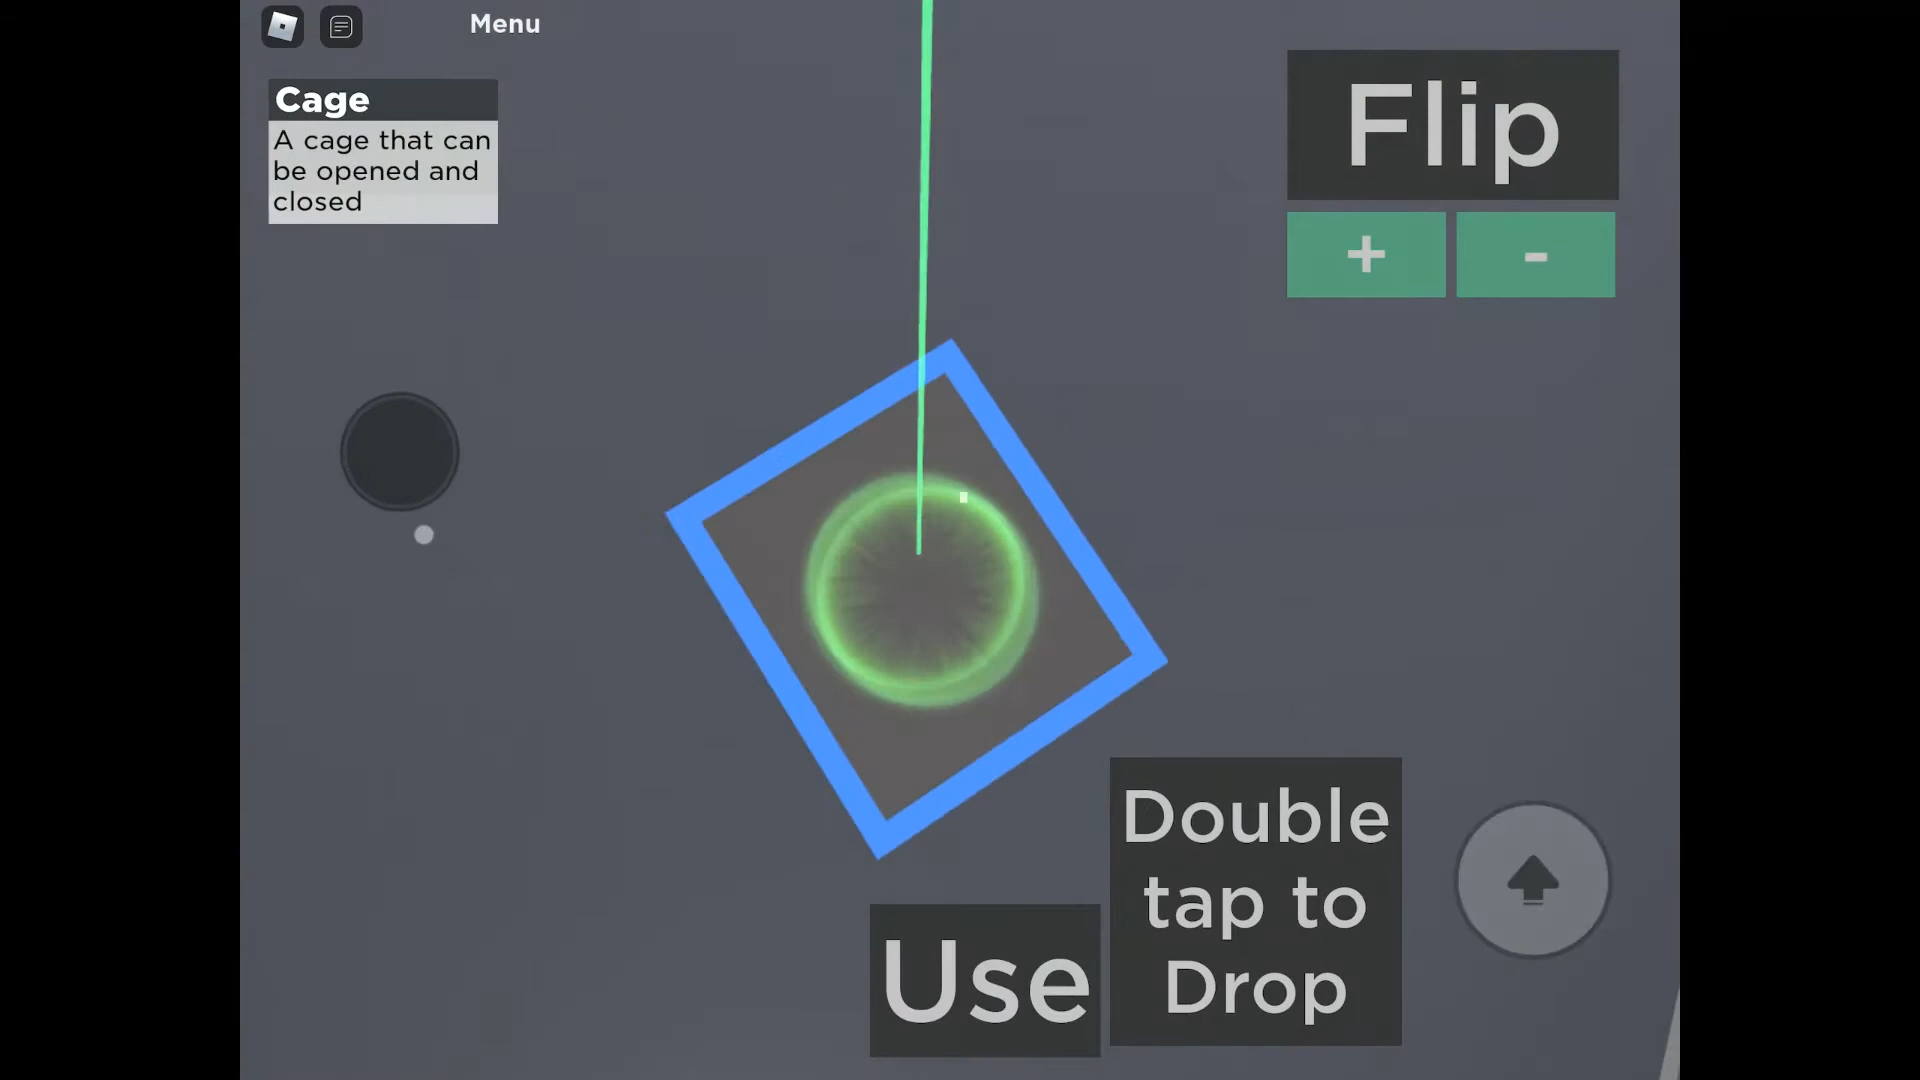 Menu
Cage
A cage that can
be opened and
closed
Flip
+
-
Double
tap to
Drop
Use